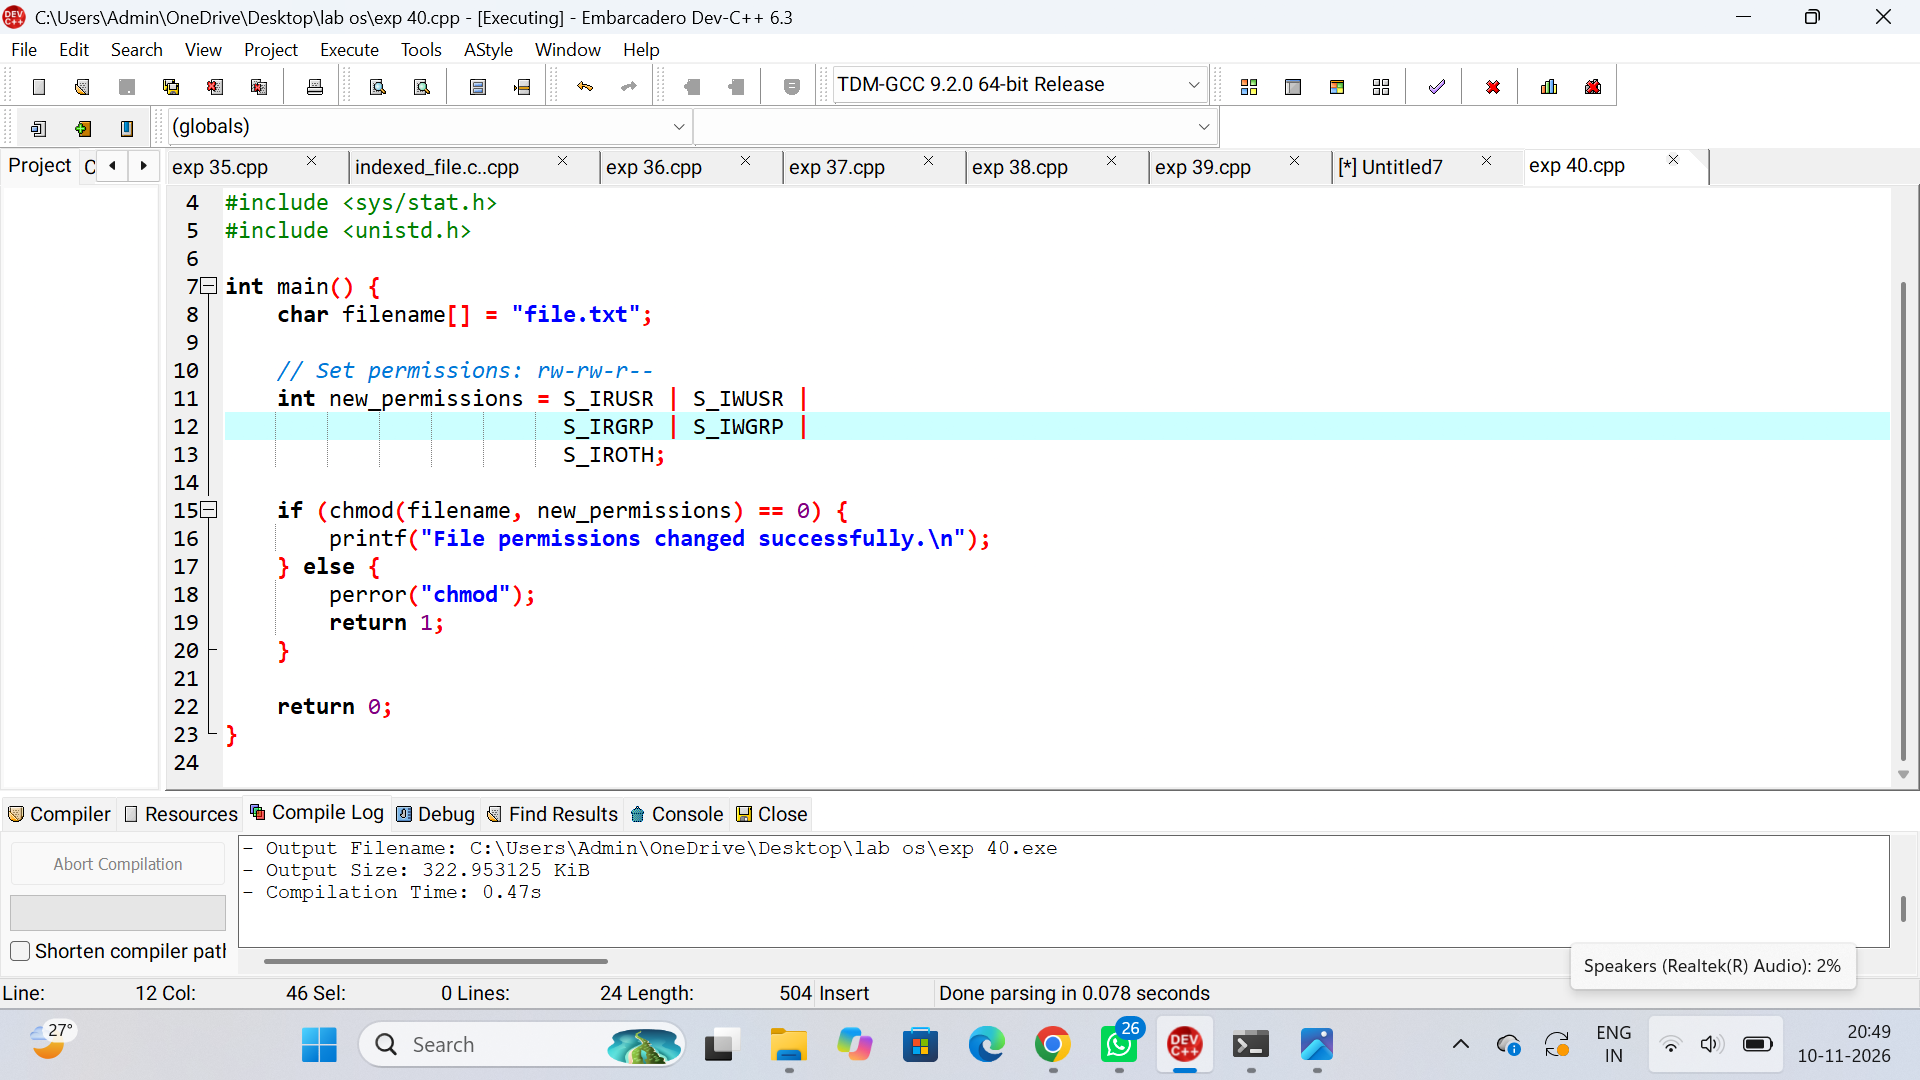 C:\Users\Admin\OneDrive\Desktop\lab os\exp 40.cpp - [Executing] - Embarcadero Dev-C++ 6.3
File Edit Search View Project Execute Tools AStyle Window Help
TDM-GCC 9.2.0 64-bit Release
(globals)
Project C exp 35.cpp indexed_file.c..cpp exp 36.cpp exp 37.cpp exp 38.cpp exp 39.cpp [*] Untitled7 exp 40.cpp
4 #include <sys/stat.h>
5 #include <unistd.h>
6
7 int main() {
8 char filename[] = "file.txt";
9
10 // Set permissions: rw-rw-r--
11 int new_permissions = S_IRUSR | S_IWUSR |
12 S_IRGRP | S_IWGRP |
13 S_IROTH;
14
15 if (chmod(filename, new_permissions) == 0) {
16 printf("File permissions changed successfully.\n");
17 } else {
18 perror("chmod");
19 return 1;
20 }
21
22 return 0;
23 }
24
Compiler Resources Compile Log Debug Find Results Console Close
Abort Compilation
Shorten compiler path
- Output Filename: C:\Users\Admin\OneDrive\Desktop\lab os\exp 40.exe
- Output Size: 322.953125 KiB
- Compilation Time: 0.47s
Speakers (Realtek(R) Audio): 2%
Line: 12 Col: 46 Sel: 0 Lines: 24 Length: 504 Insert Done parsing in 0.078 seconds
27°
Search
DEV C++
26
ENG
IN
20:49
10-11-2026